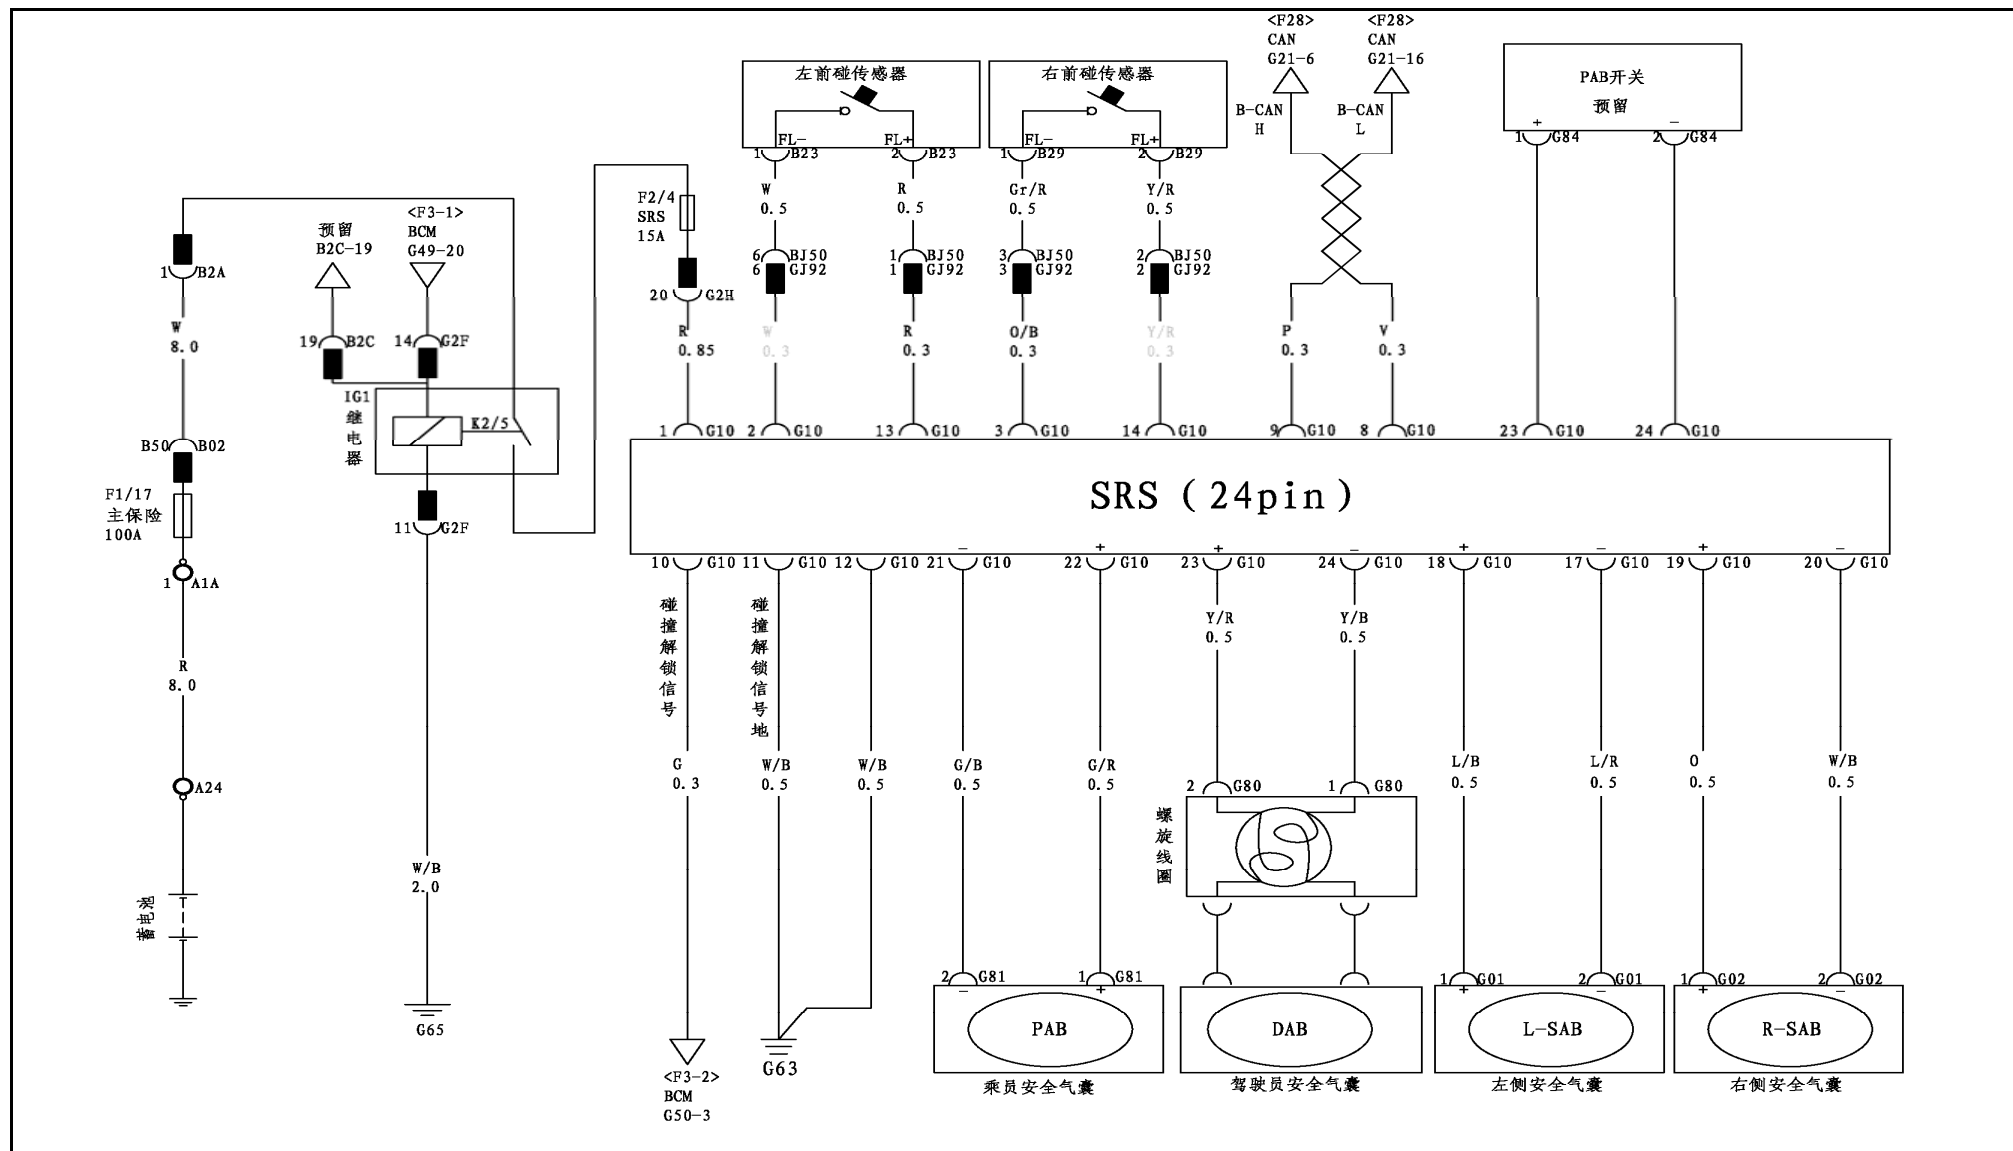 <F28>
CAN
G21-6
<F28>
CAN
G21-16
B-CAN
H
B-CAN
L
左前碰传感器
FL-
FL+
1
B23
2
B23
右前碰传感器
FL-
FL+
1
B29
2
B29
PAB开关
预留
+
-
1
G84
2
G84
W
0.5
R
0.5
Gr/R
0.5
Y/R
0.5
6
BJ50
6
GJ92
1
BJ50
1
GJ92
3
BJ50
3
GJ92
2
BJ50
2
GJ92
F2/4
SRS
15A
20
G2H
R
0.85
W
0.3
R
0.3
O/B
0.3
Y/R
0.3
P
0.3
V
0.3
预留
B2C-19
<F3-1>
BCM
G49-20
1
B2A
W
8.0
19
B2C
14
G2F
IG1
继电器
K2/5
11
G2F
B50
B02
F1/17
主保险
100A
1
A1A
R
8.0
A24
蓄电池
W/B
2.0
G65
1
G10
2
G10
13
G10
3
G10
14
G10
9
G10
8
G10
23
G10
24
G10
SRS（24pin）
-
+
+
-
+
-
+
-
10
G10
11
G10
12
G10
21
G10
22
G10
23
G10
24
G10
18
G10
17
G10
19
G10
20
G10
碰撞解锁信号
碰撞解锁信号地
Y/R
0.5
Y/B
0.5
G
0.3
W/B
0.5
W/B
0.5
G/B
0.5
G/R
0.5
L/B
0.5
L/R
0.5
O
0.5
W/B
0.5
2
G80
1
G80
螺旋线圈
2
G81
1
G81
-
+
1
G01
2
G01
+
-
1
G02
2
G02
+
-
PAB
DAB
L-SAB
R-SAB
乘员安全气囊
驾驶员安全气囊
左侧安全气囊
右侧安全气囊
<F3-2>
BCM
G50-3
G63